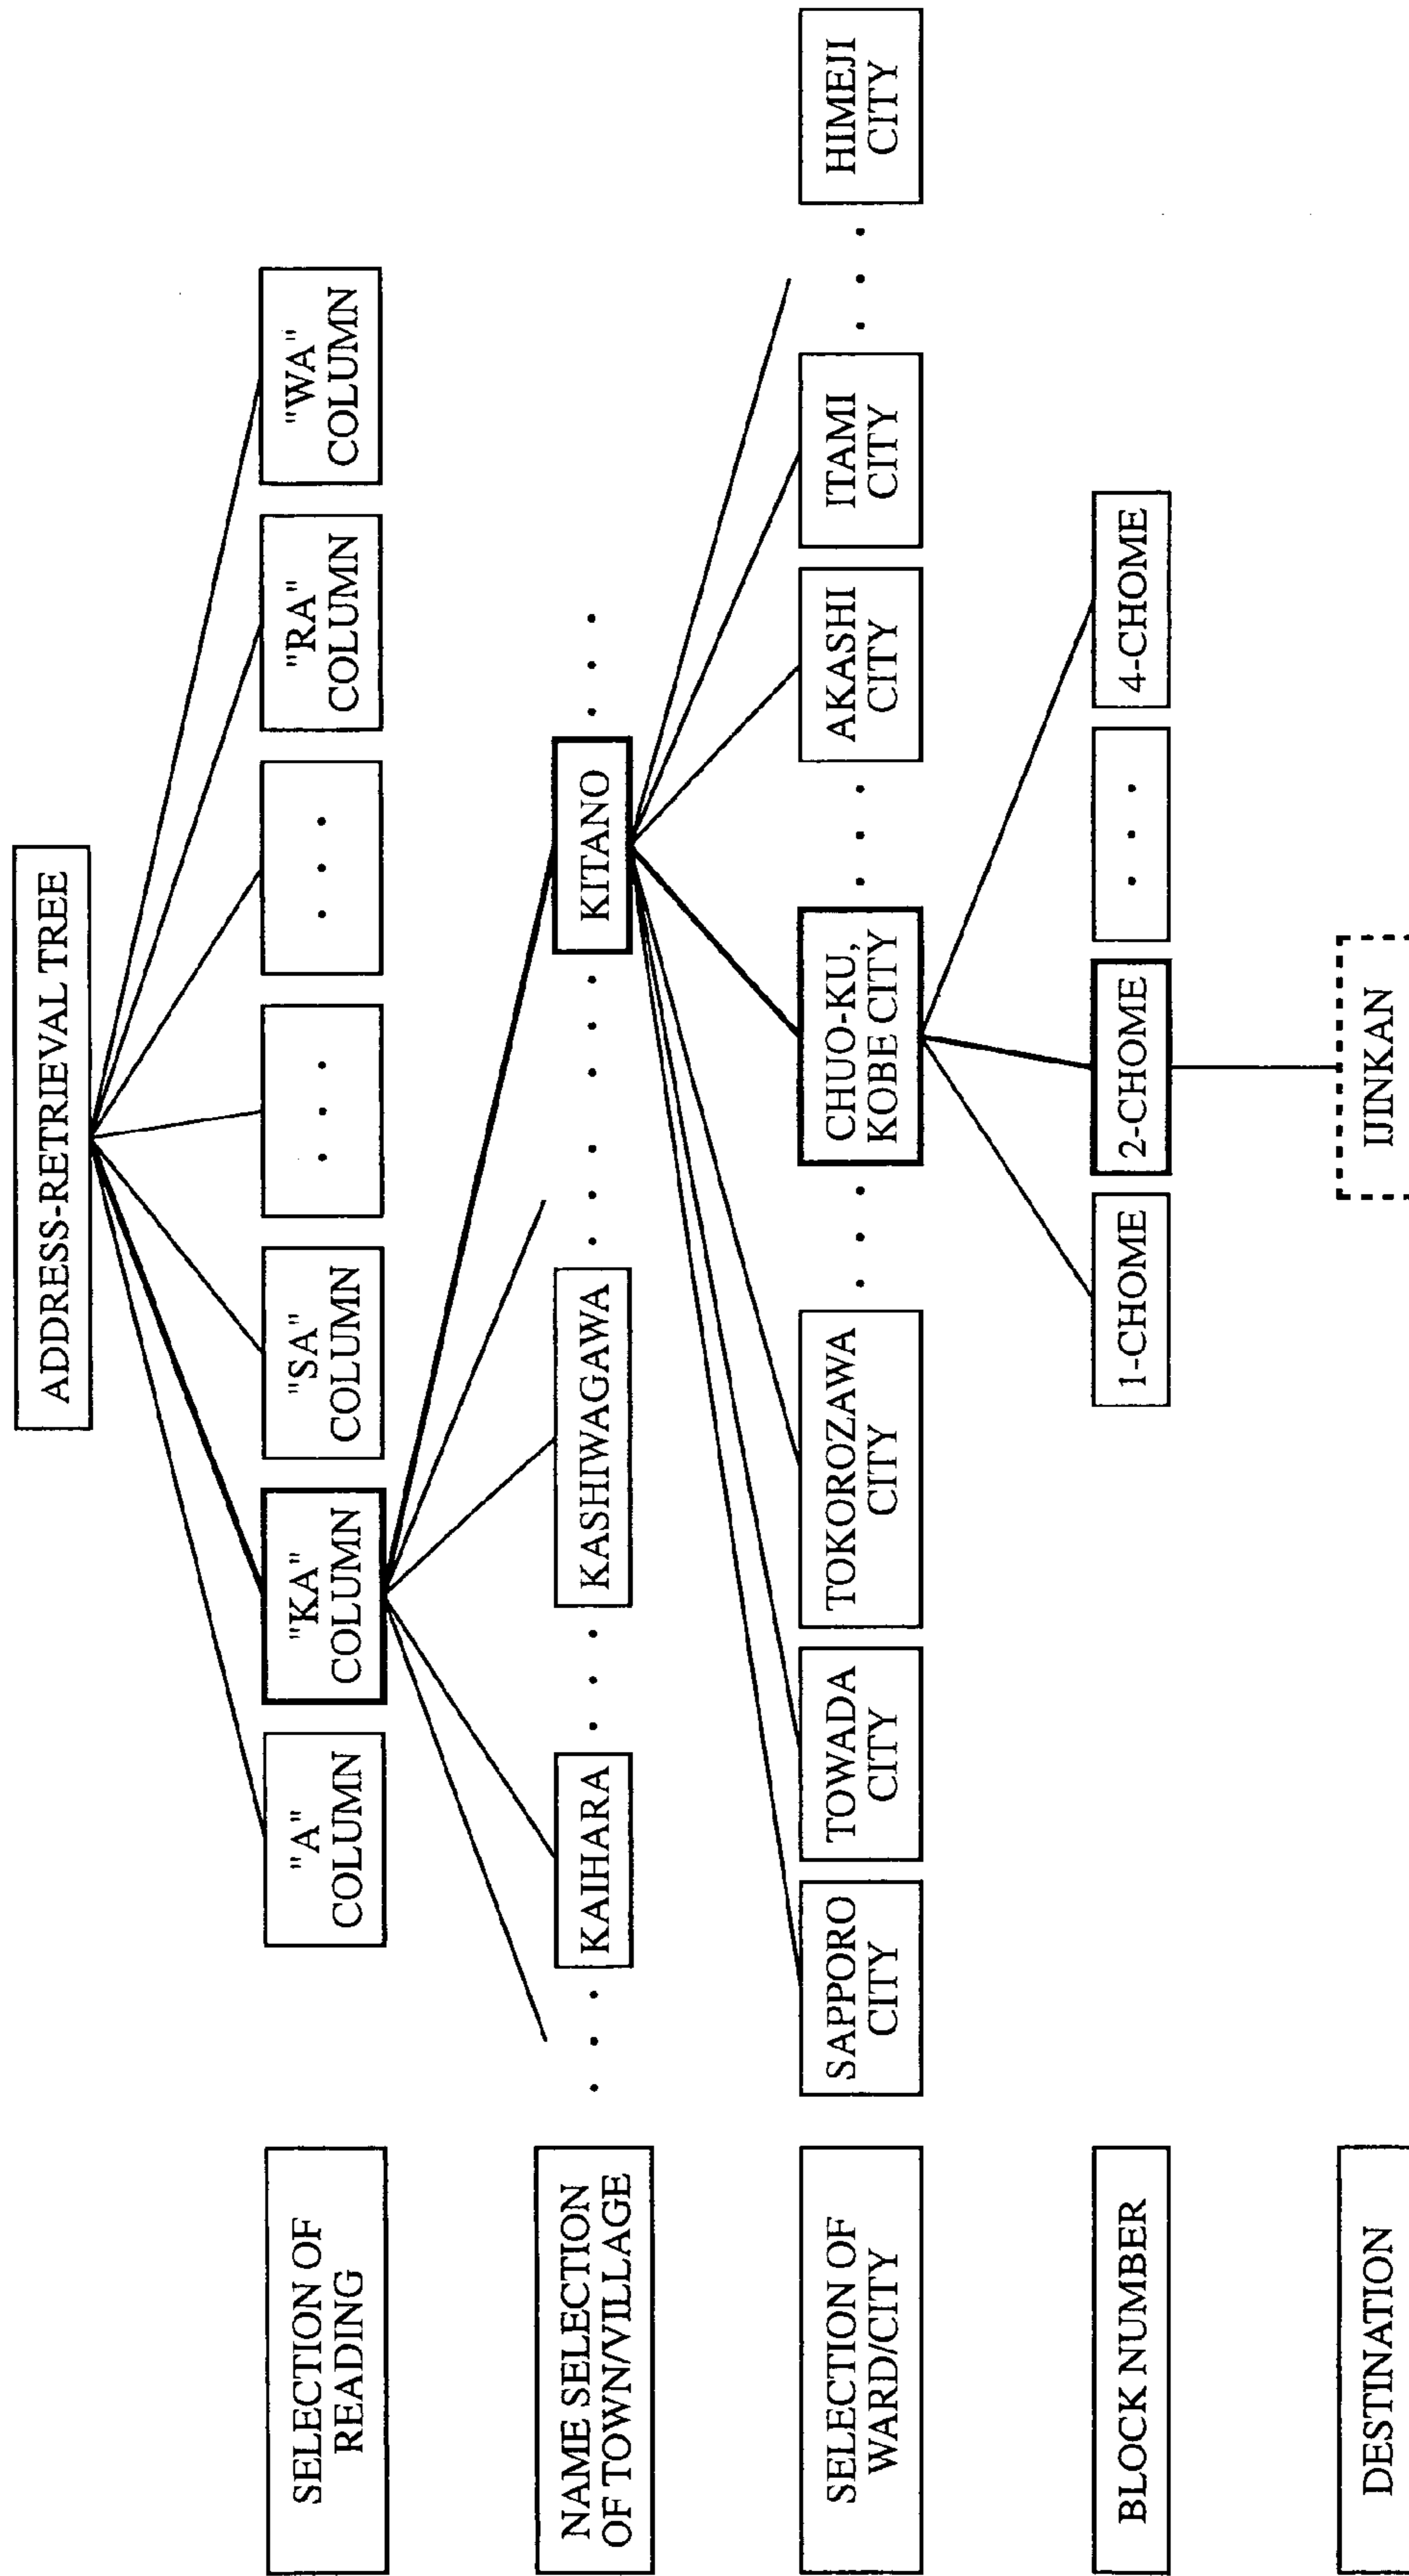 ADDRESS-RETRIEVAL TREE
SELECTION OF
READING
"A"
COLUMN
"KA"
COLUMN
"SA"
COLUMN
. . .
. . .
"RA"
COLUMN
"WA"
COLUMN
NAME SELECTION
OF TOWN/VILLAGE
. . .
KAIHARA
. . .
KASHIWAGAWA
. . . . . .
KITANO
. . .
SELECTION OF
WARD/CITY
SAPPORO
CITY
TOWADA
CITY
TOKOROZAWA
CITY
. . .
CHUO-KU,
KOBE CITY
. . .
AKASHI
CITY
ITAMI
CITY
. . .
HIMEJI
CITY
BLOCK NUMBER
1-CHOME
2-CHOME
. . .
4-CHOME
DESTINATION
IJINKAN